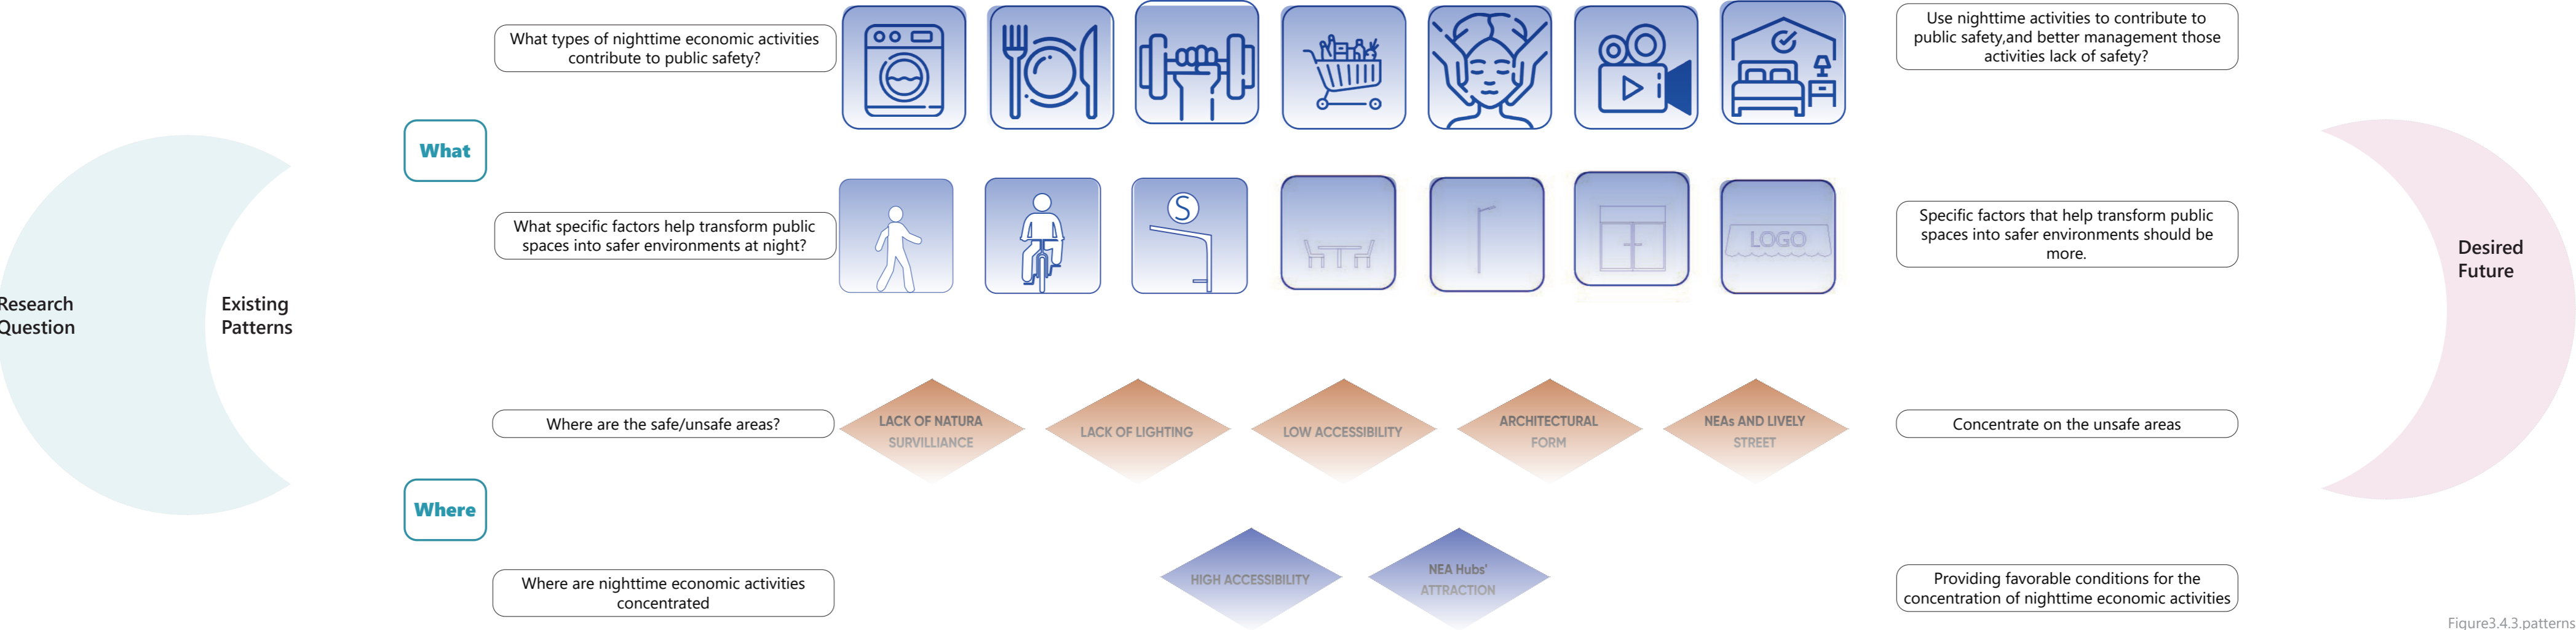 Research
Question
Existing
Patterns
What
What types of nighttime economic activities
contribute to public safety?
Use nighttime activities to contribute to
public safety,and better management those
activities lack of safety?
What specific factors help transform public
spaces into safer environments at night?
S
LOGO
Specific factors that help transform public
spaces into safer environments should be
more.
Desired
Future
Where
Where are the safe/unsafe areas?
LACK OF NATURA
SURVILLIANCE
LACK OF LIGHTING
LOW ACCESSIBILITY
ARCHITECTURAL
FORM
NEAs AND LIVELY
STREET
Concentrate on the unsafe areas
Where are nighttime economic activities
concentrated
HIGH ACCESSIBILITY
NEA Hubs'
ATTRACTION
Providing favorable conditions for the
concentration of nighttime economic activities
Figure3.4.3.patterns